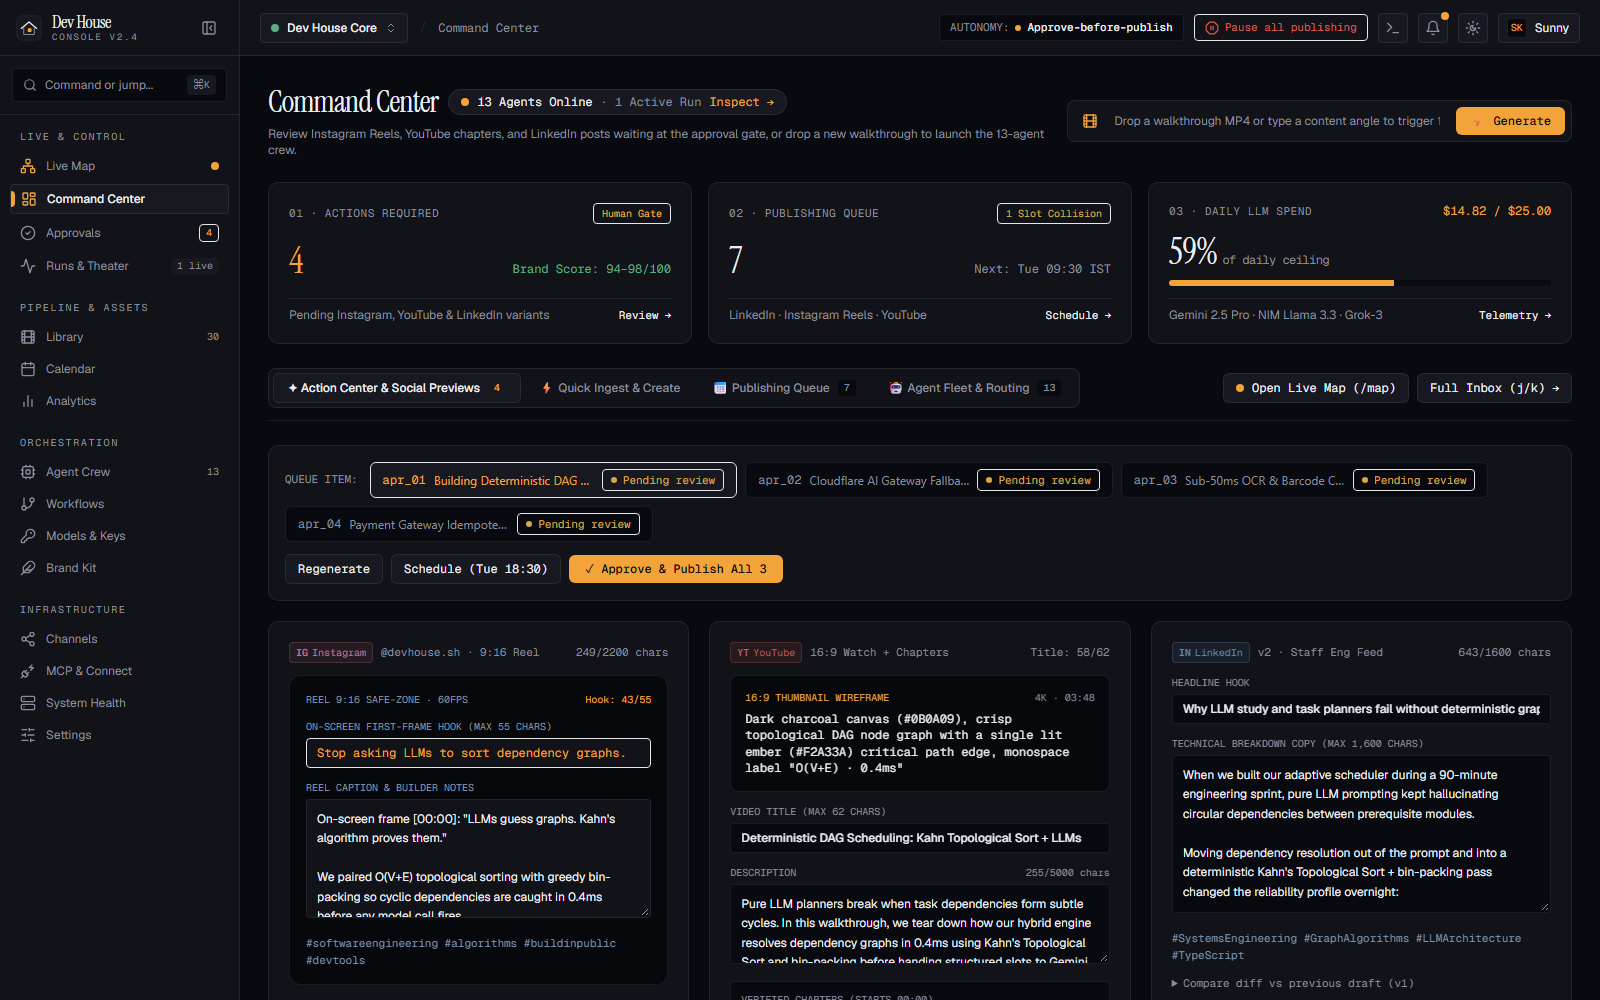 Dev House
CONSOLE V2.4
Command or jump... ⌘K
LIVE & CONTROL
Live Map
Command Center
Approvals 4
Runs & Theater 1 live
PIPELINE & ASSETS
Library 30
Calendar
Analytics
ORCHESTRATION
Agent Crew 13
Workflows
Models & Keys
Brand Kit
INFRASTRUCTURE
Channels
MCP & Connect
System Health
Settings
Dev House Core / Command Center
AUTONOMY: Approve-before-publish
Pause all publishing
SK Sunny
Command Center
13 Agents Online · 1 Active Run Inspect →
Review Instagram Reels, YouTube chapters, and LinkedIn posts waiting at the approval gate, or drop a new walkthrough to launch the 13-agent
crew.
Drop a walkthrough MP4 or type a content angle to trigger
Generate
01 · ACTIONS REQUIRED Human Gate
4 Brand Score: 94–98/100
Pending Instagram, YouTube & LinkedIn variants Review →
02 · PUBLISHING QUEUE 1 Slot Collision
7 Next: Tue 09:30 IST
LinkedIn · Instagram Reels · YouTube Schedule →
03 · DAILY LLM SPEND $14.82 / $25.00
59% of daily ceiling
Gemini 2.5 Pro · NIM Llama 3.3 · Grok-3 Telemetry →
✦ Action Center & Social Previews 4
Quick Ingest & Create
Publishing Queue 7
Agent Fleet & Routing 13
Open Live Map (/map)
Full Inbox (j/k) →
QUEUE ITEM:
apr_01 Building Deterministic DAG ... Pending review
apr_02 Cloudflare AI Gateway Fallba... Pending review
apr_03 Sub-50ms OCR & Barcode C... Pending review
apr_04 Payment Gateway Idempote... Pending review
Regenerate
Schedule (Tue 18:30)
✓ Approve & Publish All 3
IG Instagram @devhouse.sh · 9:16 Reel 249/2200 chars
REEL 9:16 SAFE-ZONE · 60FPS Hook: 43/55
ON-SCREEN FIRST-FRAME HOOK (MAX 55 CHARS)
Stop asking LLMs to sort dependency graphs.
REEL CAPTION & BUILDER NOTES
On-screen frame [00:00]: "LLMs guess graphs. Kahn's
algorithm proves them."
We paired O(V+E) topological sorting with greedy bin-
packing so cyclic dependencies are caught in 0.4ms
before any model call fires
#softwareengineering #algorithms #buildinpublic
#devtools
YT YouTube 16:9 Watch + Chapters Title: 58/62
16:9 THUMBNAIL WIREFRAME 4K · 03:48
Dark charcoal canvas (#0B0A09), crisp
topological DAG node graph with a single lit
ember (#F2A33A) critical path edge, monospace
label "O(V+E) · 0.4ms"
VIDEO TITLE (MAX 62 CHARS)
Deterministic DAG Scheduling: Kahn Topological Sort + LLMs
DESCRIPTION 255/5000 chars
Pure LLM planners break when task dependencies form subtle
cycles. In this walkthrough, we tear down how our hybrid engine
resolves dependency graphs in 0.4ms using Kahn's Topological
Sort and bin-packing before handing structured slots to Gemini
VERIFIED CHAPTERS (STARTS 00:00)
IN LinkedIn v2 · Staff Eng Feed 643/1600 chars
HEADLINE HOOK
Why LLM study and task planners fail without deterministic grap
TECHNICAL BREAKDOWN COPY (MAX 1,600 CHARS)
When we built our adaptive scheduler during a 90-minute
engineering sprint, pure LLM prompting kept hallucinating
circular dependencies between prerequisite modules.
Moving dependency resolution out of the prompt and into a
deterministic Kahn's Topological Sort + bin-packing pass
changed the reliability profile overnight:
#SystemsEngineering #GraphAlgorithms #LLMArchitecture
#TypeScript
▶ Compare diff vs previous draft (v1)